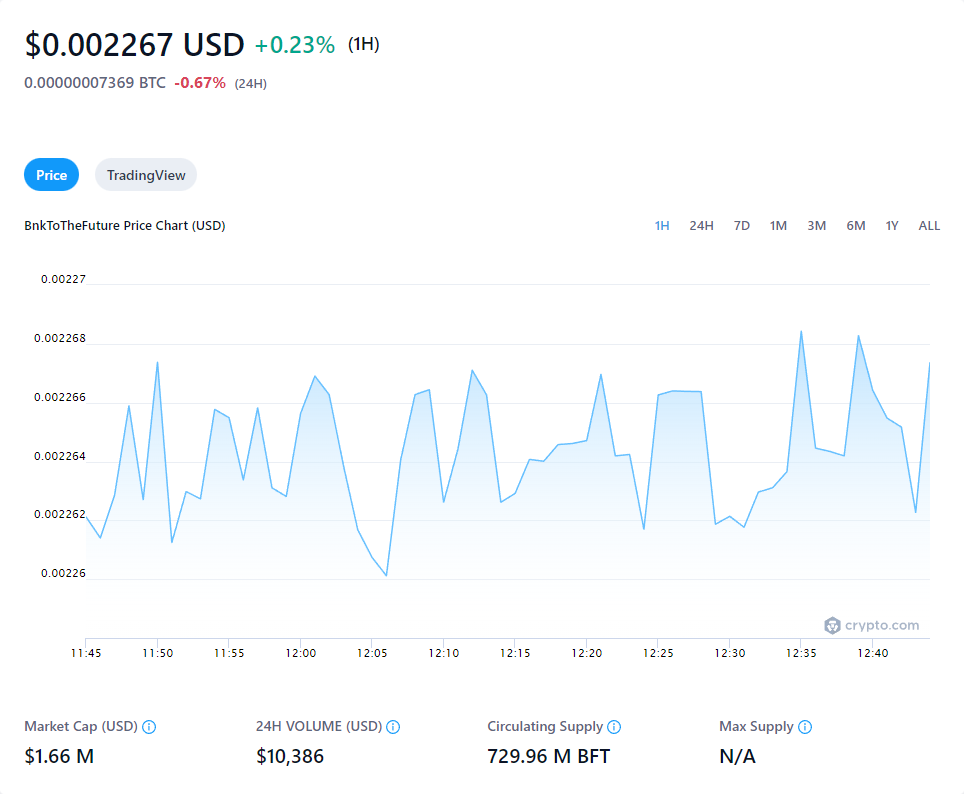 $0.002267 USD +0.23% (1H)
0.00000007369 BTC -0.67% (24H)
Price TradingView
BnkToTheFuture Price Chart (USD) 1H 24H 7D 1M 3M 6M 1Y ALL
0.00227
0.002268
0.002266
0.002264
0.002262
0.00226
crypto.com
11:45 11:50 11:55 12:00 12:05 12:10 12:15 12:20 12:25 12:30 12:35 12:40
Market Cap (USD) 24H VOLUME (USD) Circulating Supply Max Supply
$1.66 M $10,386 729.96 M BFT N/A